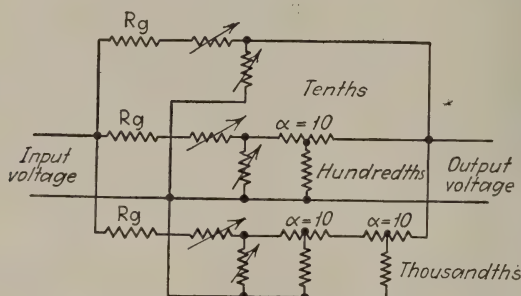 Rg
Tenths
Rg
α=10
Input voltage
Hundredths
Output voltage
Rg
α=10
α=10
Thousandths